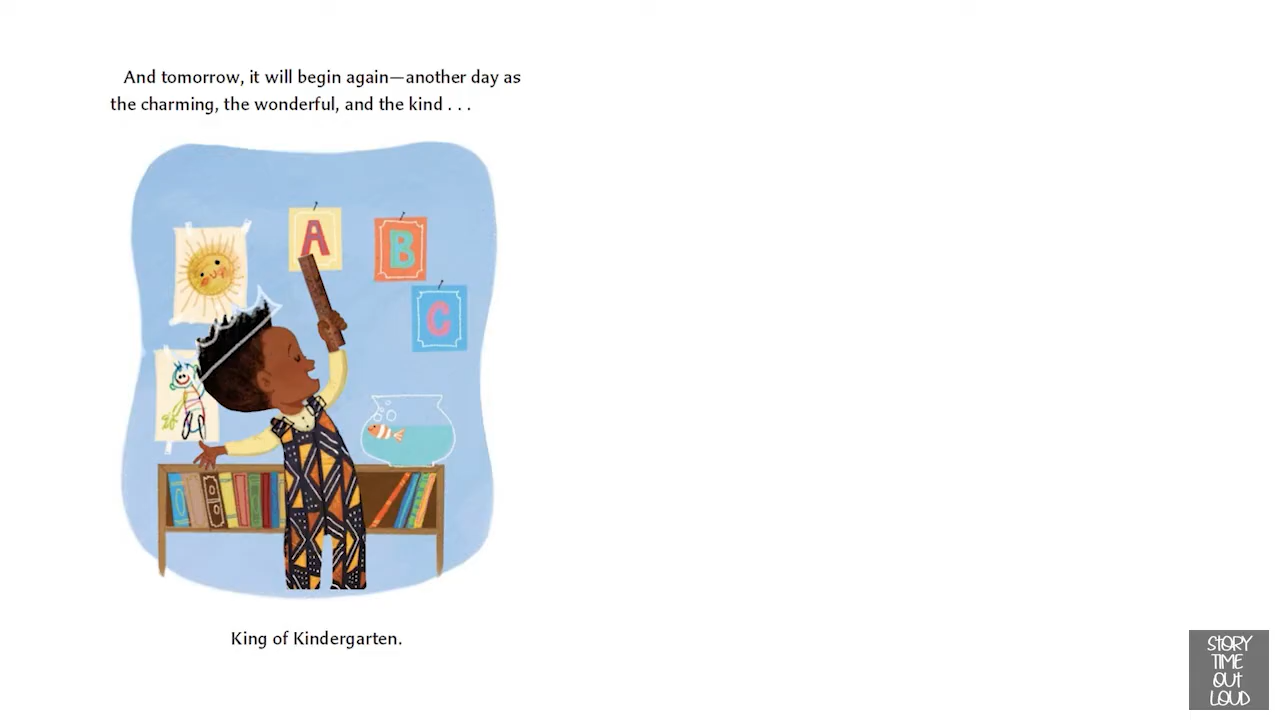 And tomorrow, it will begin again—another day as
the charming, the wonderful, and the kind . . .
A
B
C
King of Kindergarten.
STORY
TIME
OUT
LOUD